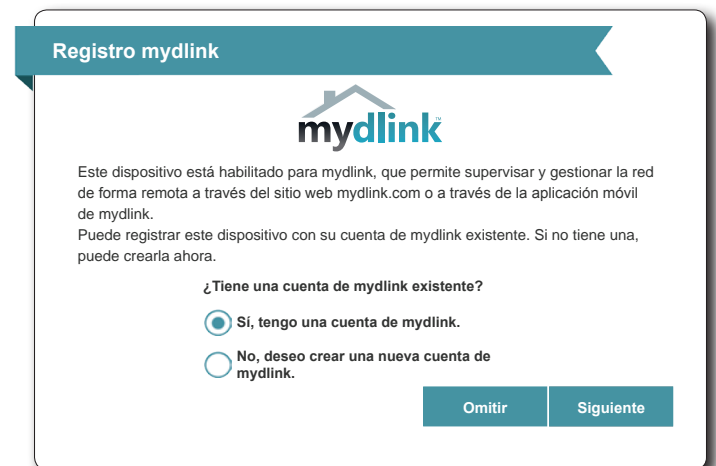 Registro mydlink
mydlink™
Este dispositivo está habilitado para mydlink, que permite supervisar y gestionar la red
de forma remota a través del sitio web mydlink.com o a través de la aplicación móvil
de mydlink.
Puede registrar este dispositivo con su cuenta de mydlink existente. Si no tiene una,
puede crearla ahora.
¿Tiene una cuenta de mydlink existente?
Sí, tengo una cuenta de mydlink.
No, deseo crear una nueva cuenta de
mydlink.
Omitir Siguiente